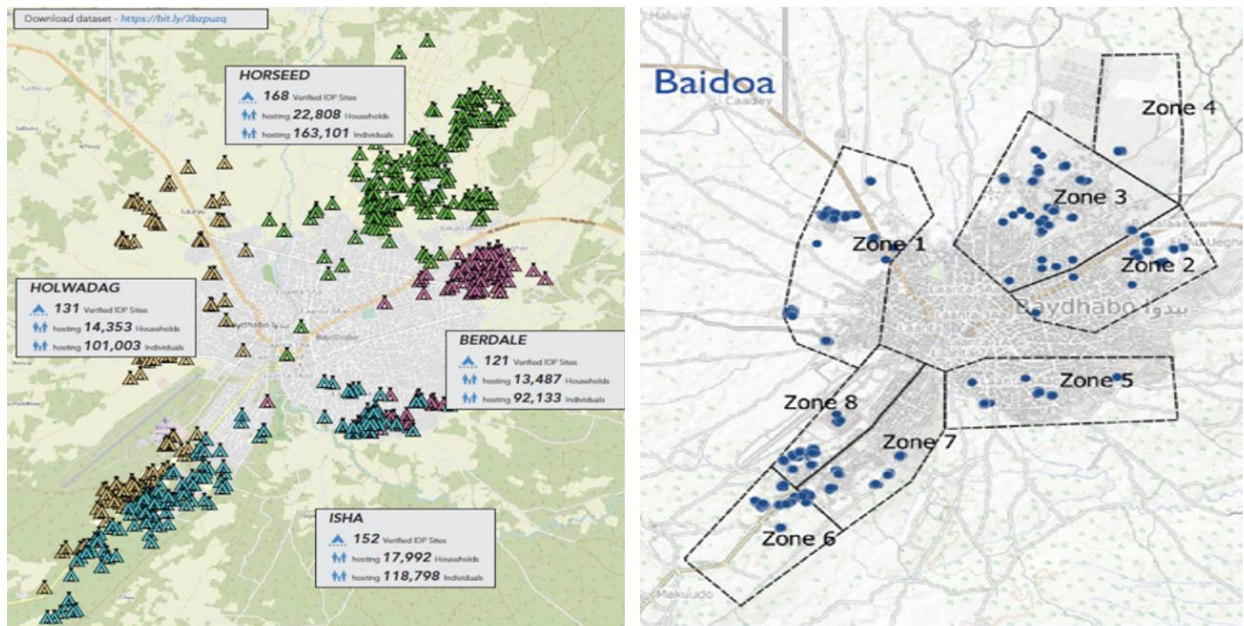 Download dataset - https://bit.ly/3bzpuzq
HORSEED
168 Verified IDP Sites
hosting 22,808 Households
hosting 163,101 Individuals
HOLWADAG
131 Verified IDP Sites
hosting 14,353 Households
hosting 101,003 Individuals
Baydhabo
BERDALE
121 Verified IDP Sites
hosting 13,487 Households
hosting 92,133 Individuals
ISHA
152 Verified IDP Sites
hosting 17,992 Households
hosting 118,798 Individuals
Baidoa
Zone 4
Zone 3
Zone 1
Zone 2
Baydhabo بيدوا
Zone 5
Zone 8
Zone 7
Zone 6